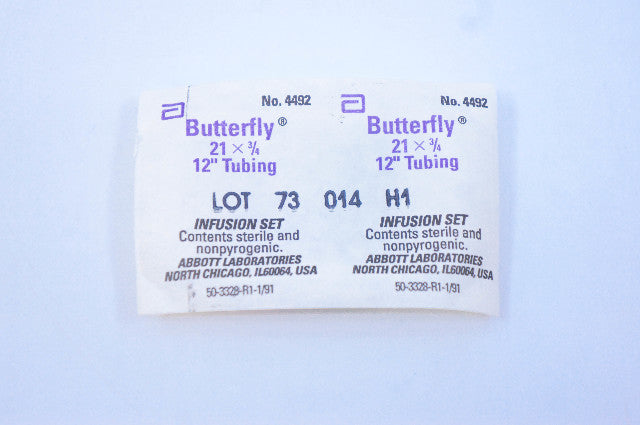 No. 4492
Butterfly®
21 × 3/4
12" Tubing
No. 4492
Butterfly®
21 × 3/4
12" Tubing
LOT 73 014 H1
INFUSION SET
Contents sterile and
nonpyrogenic.
ABBOTT LABORATORIES
NORTH CHICAGO, IL60064, USA
50-3328-R1-1/91
INFUSION SET
Contents sterile and
nonpyrogenic.
ABBOTT LABORATORIES
NORTH CHICAGO, IL60064, USA
50-3328-R1-1/91